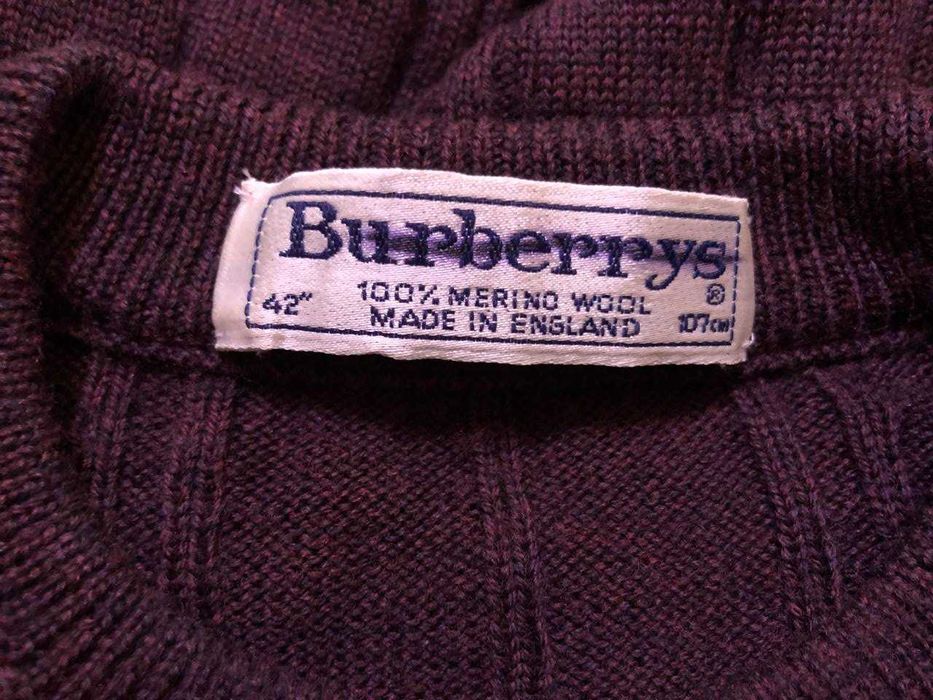 Burberrys
®
100% MERINO WOOL
42" MADE IN ENGLAND 107cm